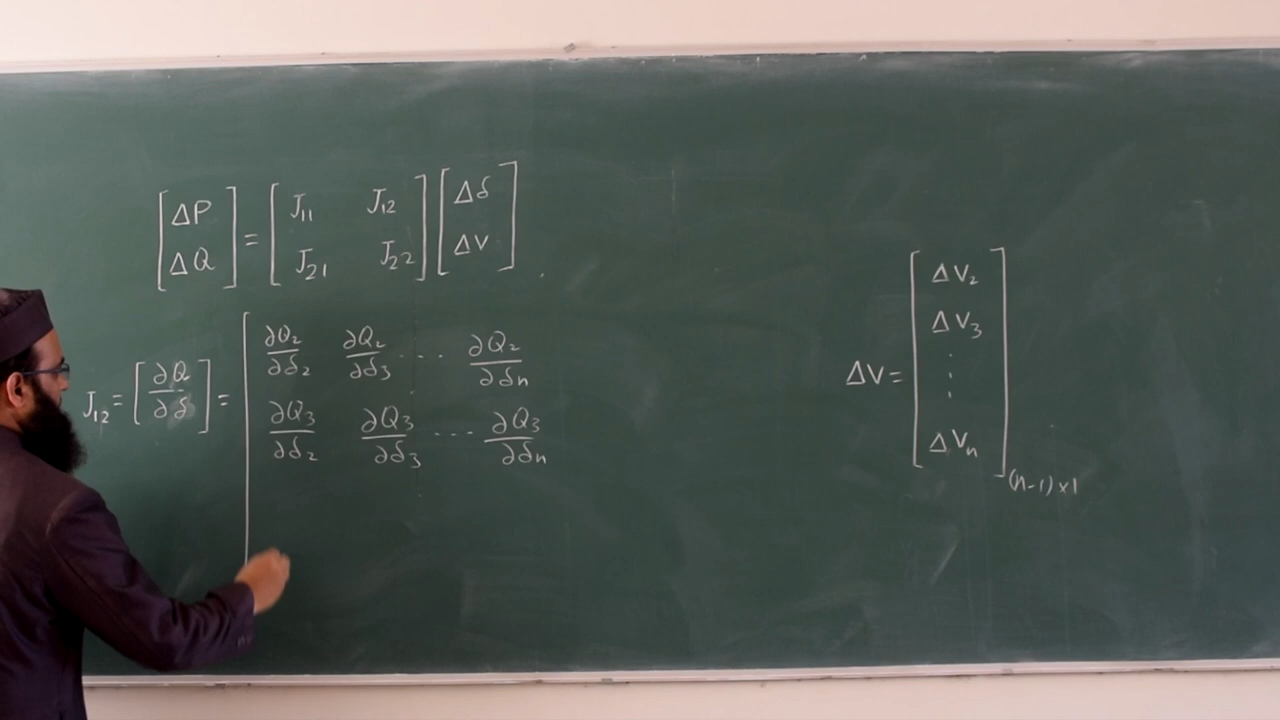 [ΔP ΔQ] = [J₁₁ J₁₂ J₂₁ J₂₂] [Δδ ΔV]
J₁₂ = [∂Q/∂δ] = [∂Q₂/∂δ₂ ∂Q₂/∂δ₃ .... ∂Q₂/∂δn
∂Q₃/∂δ₂ ∂Q₃/∂δ₃ .... ∂Q₃/∂δn
ΔV = [ΔV₂
ΔV₃
⋮
ΔVn] (n-1)×1